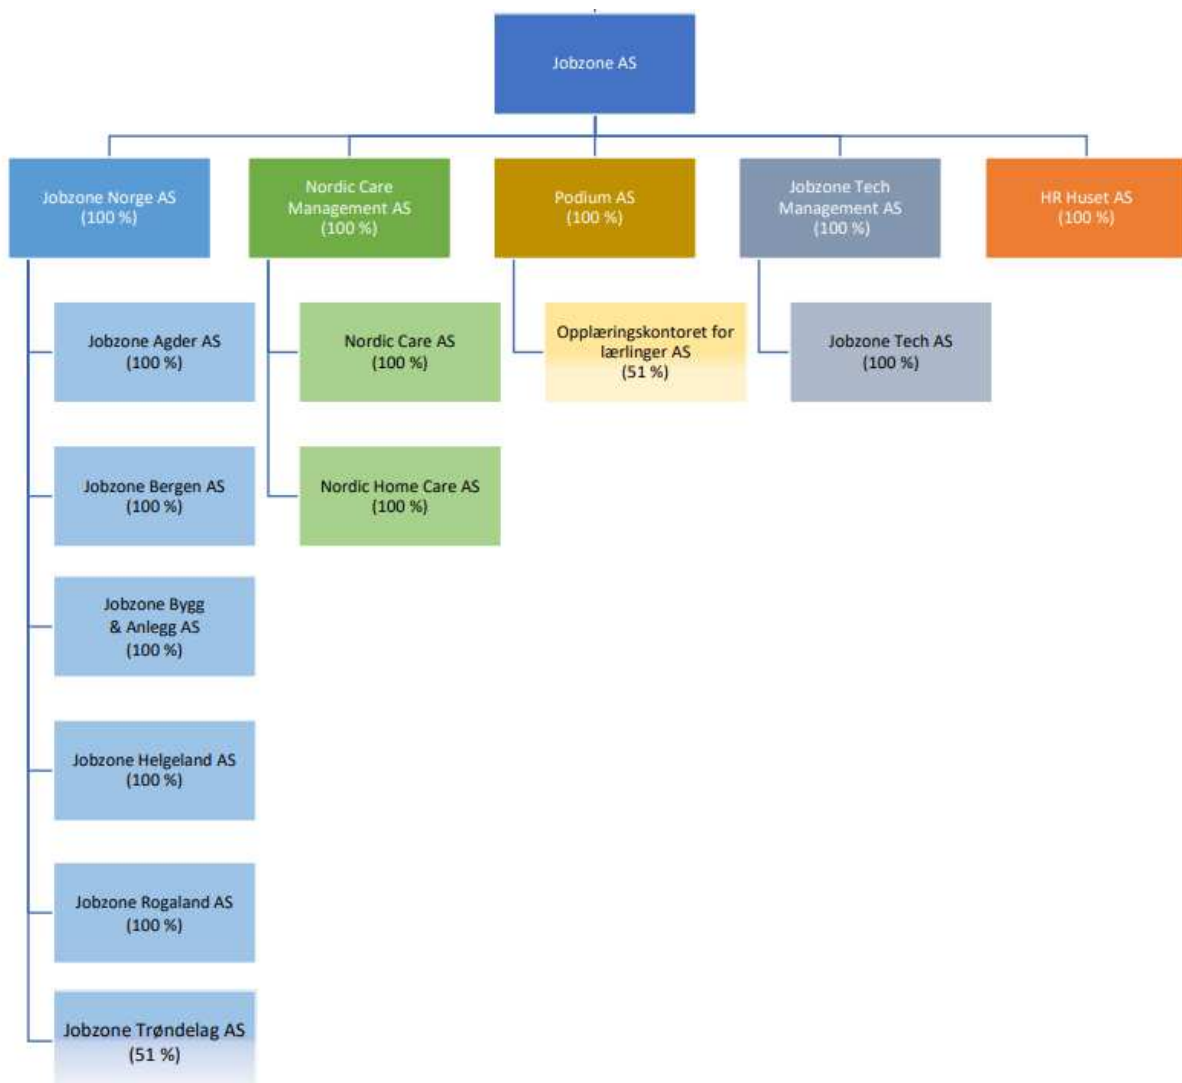 Jobzone AS
Jobzone Norge AS
(100 %)
Nordic Care
Management AS
(100 %)
Podium AS
(100 %)
Jobzone Tech
Management AS
(100 %)
HR Huset AS
(100 %)
Jobzone Agder AS
(100 %)
Nordic Care AS
(100 %)
Opplæringskontoret for
lærlinger AS
(51 %)
Jobzone Tech AS
(100 %)
Jobzone Bergen AS
(100 %)
Nordic Home Care AS
(100 %)
Jobzone Bygg
& Anlegg AS
(100 %)
Jobzone Helgeland AS
(100 %)
Jobzone Rogaland AS
(100 %)
Jobzone Trøndelag AS
(51 %)